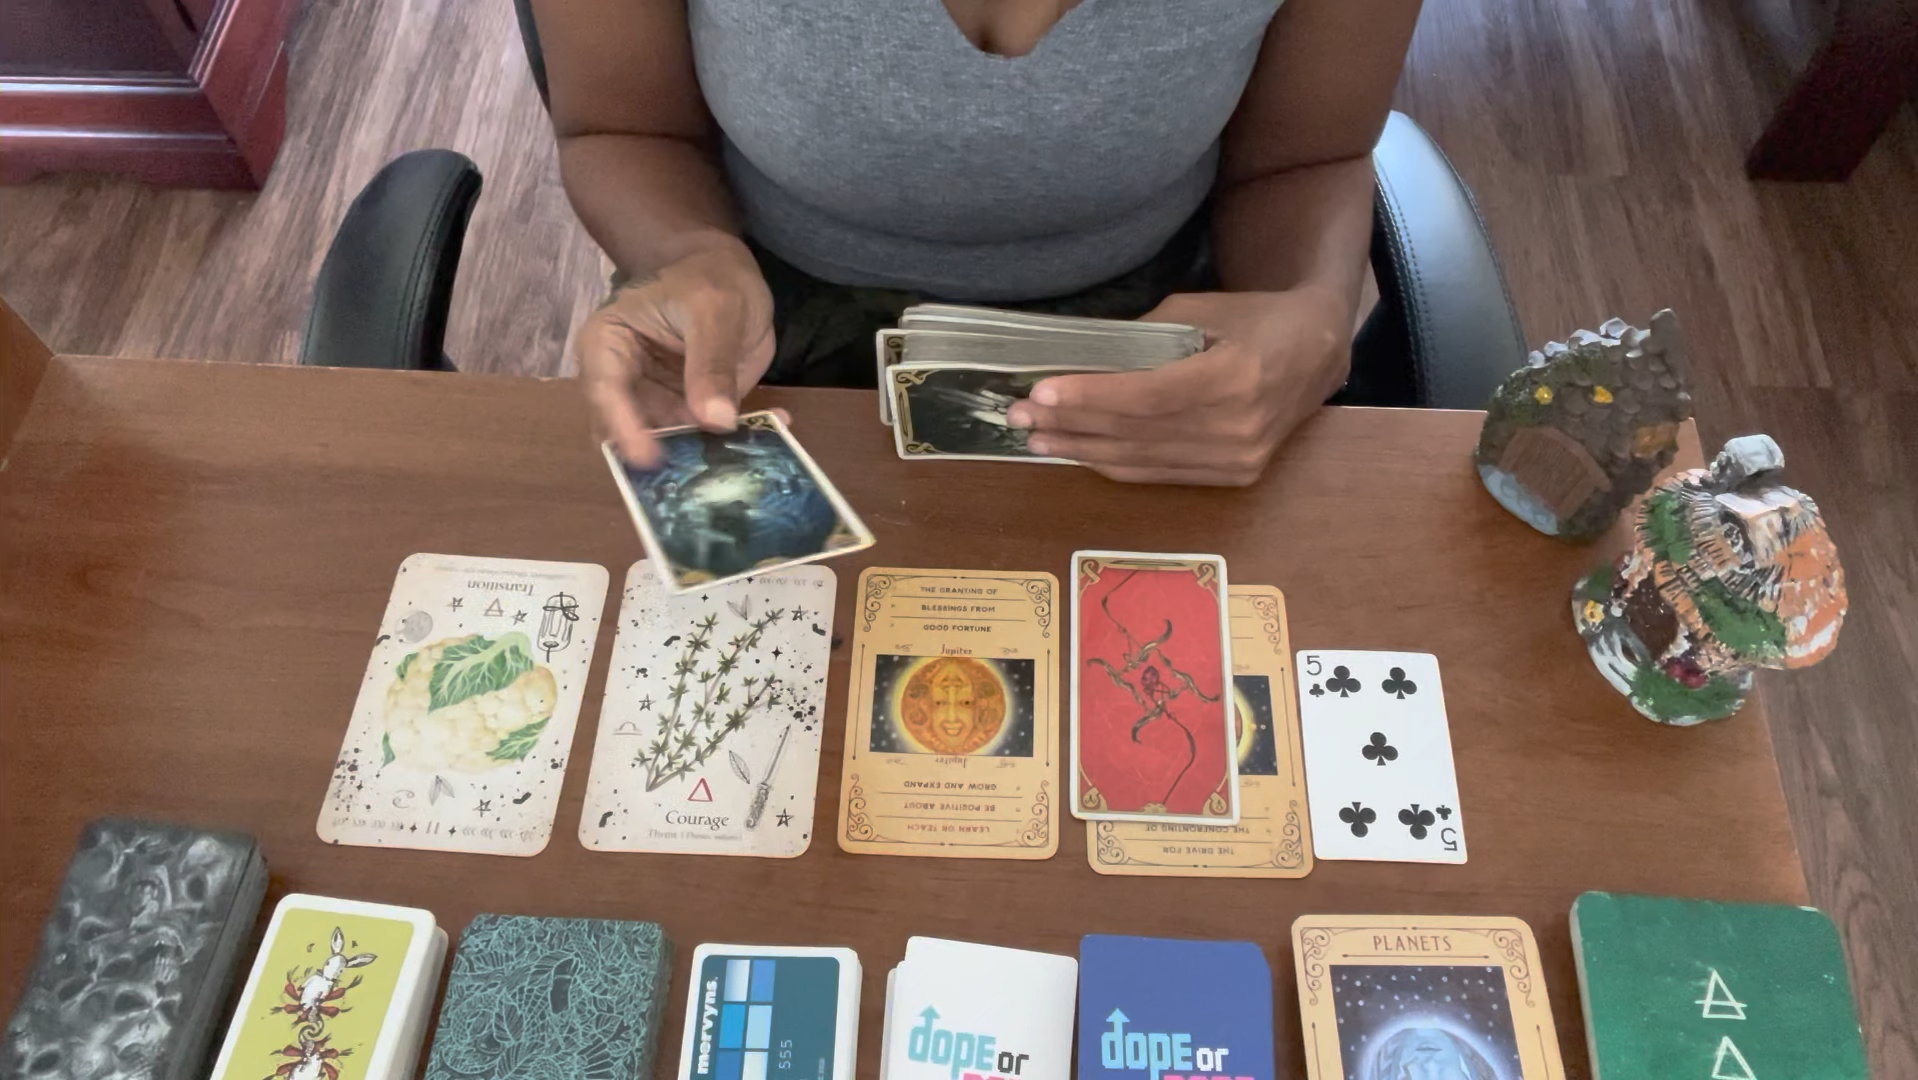 Transition
11
Courage
THE GRANTING OF
BLESSINGS FROM
GOOD FORTUNE
Jupiter
Jupiter
GROW AND EXPAND
BE POSITIVE ABOUT
LEARN OR TEACH
THE CONFRONTING OF
THE DRIVE FOR
5
5
mervyns
555
dope or
dope or
PLANETS